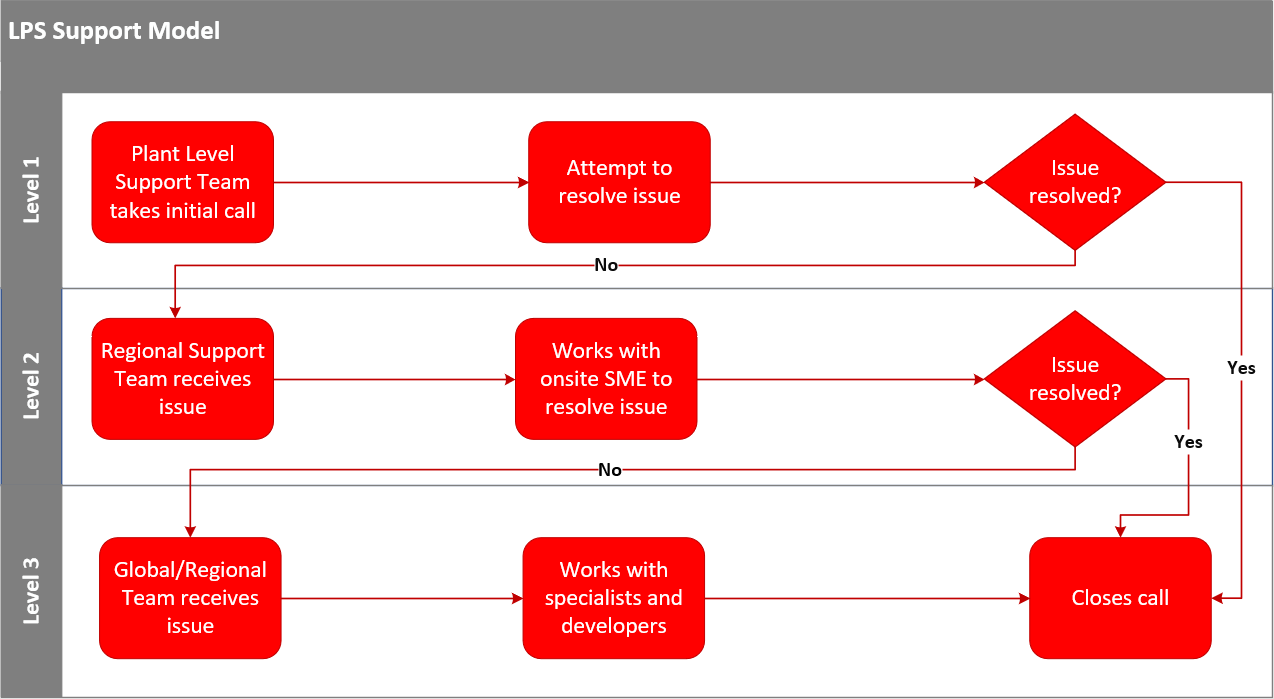 LPS Support Model
Level 1
Plant Level
Support Team
takes initial call
Attempt to
resolve issue
Issue
resolved?
No
Level 2
Regional Support
Team receives
issue
Works with
onsite SME to
resolve issue
Issue
resolved?
Yes
Yes
No
Level 3
Global/Regional
Team receives
issue
Works with
specialists and
developers
Closes call